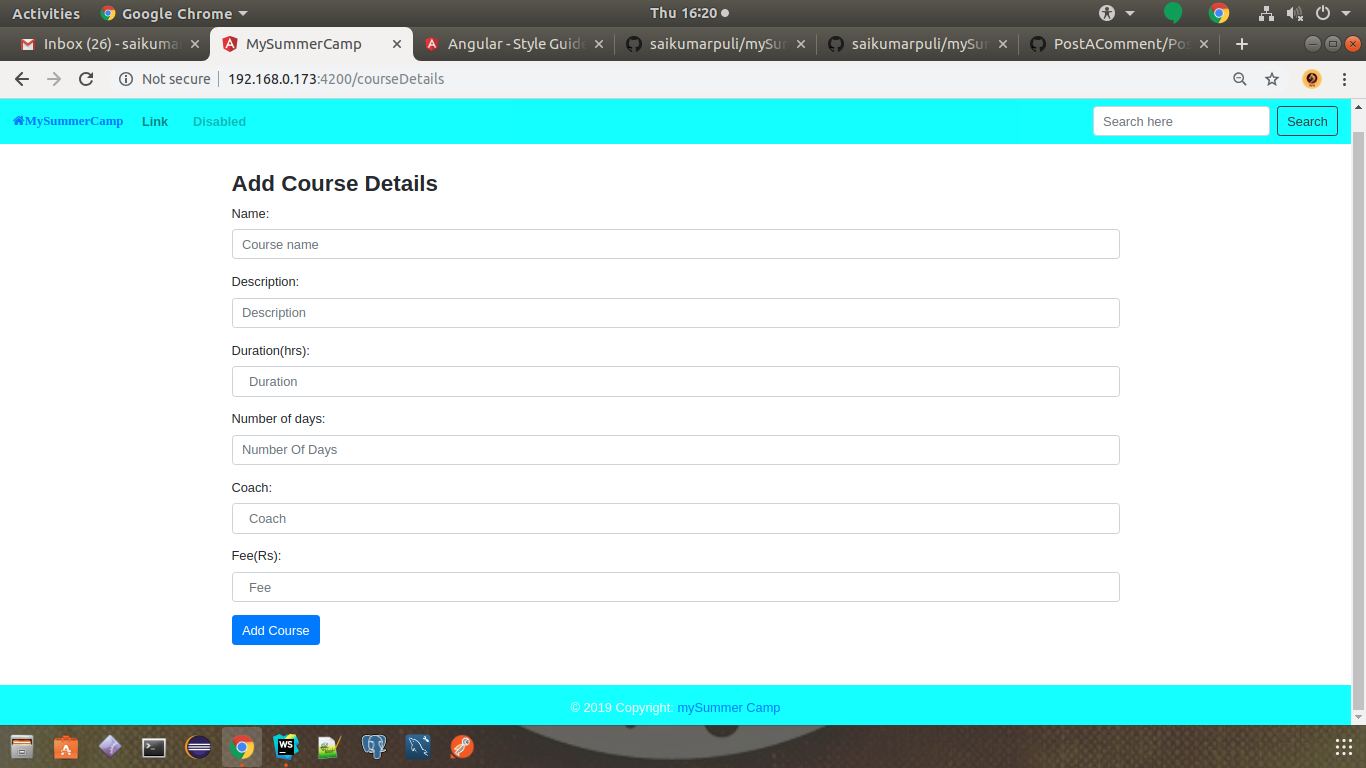 Activities Google Chrome Thu 16:20
Inbox (26) - saikuma MySummerCamp Angular - Style Guide saikumarpuli/mySu saikumarpuli/mySu PostAComment/Pos
Not secure 192.168.0.173:4200/courseDetails
MySummerCamp Link Disabled Search here Search
Add Course Details
Name:
Course name
Description:
Description
Duration(hrs):
Duration
Number of days:
Number Of Days
Coach:
Coach
Fee(Rs):
Fee
Add Course
© 2019 Copyright: mySummer Camp
WS